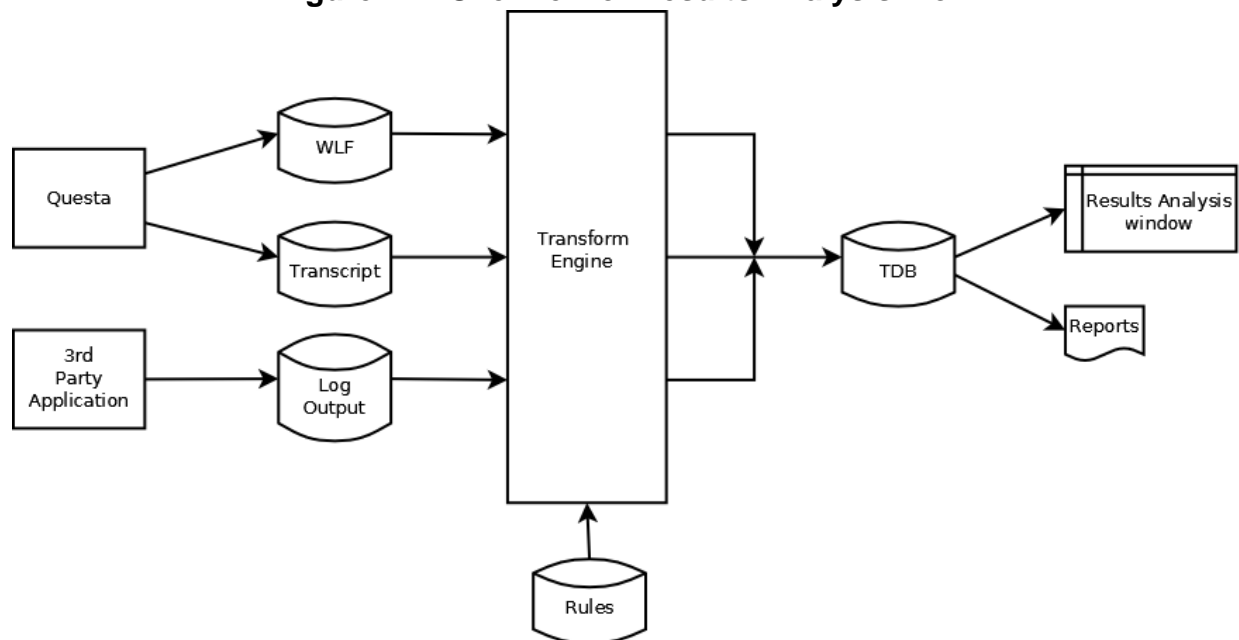 WLF
Questa
Transcript
3rd
Party
Application
Log
Output
Transform
Engine
TDB
Results Analysis
window
Reports
Rules